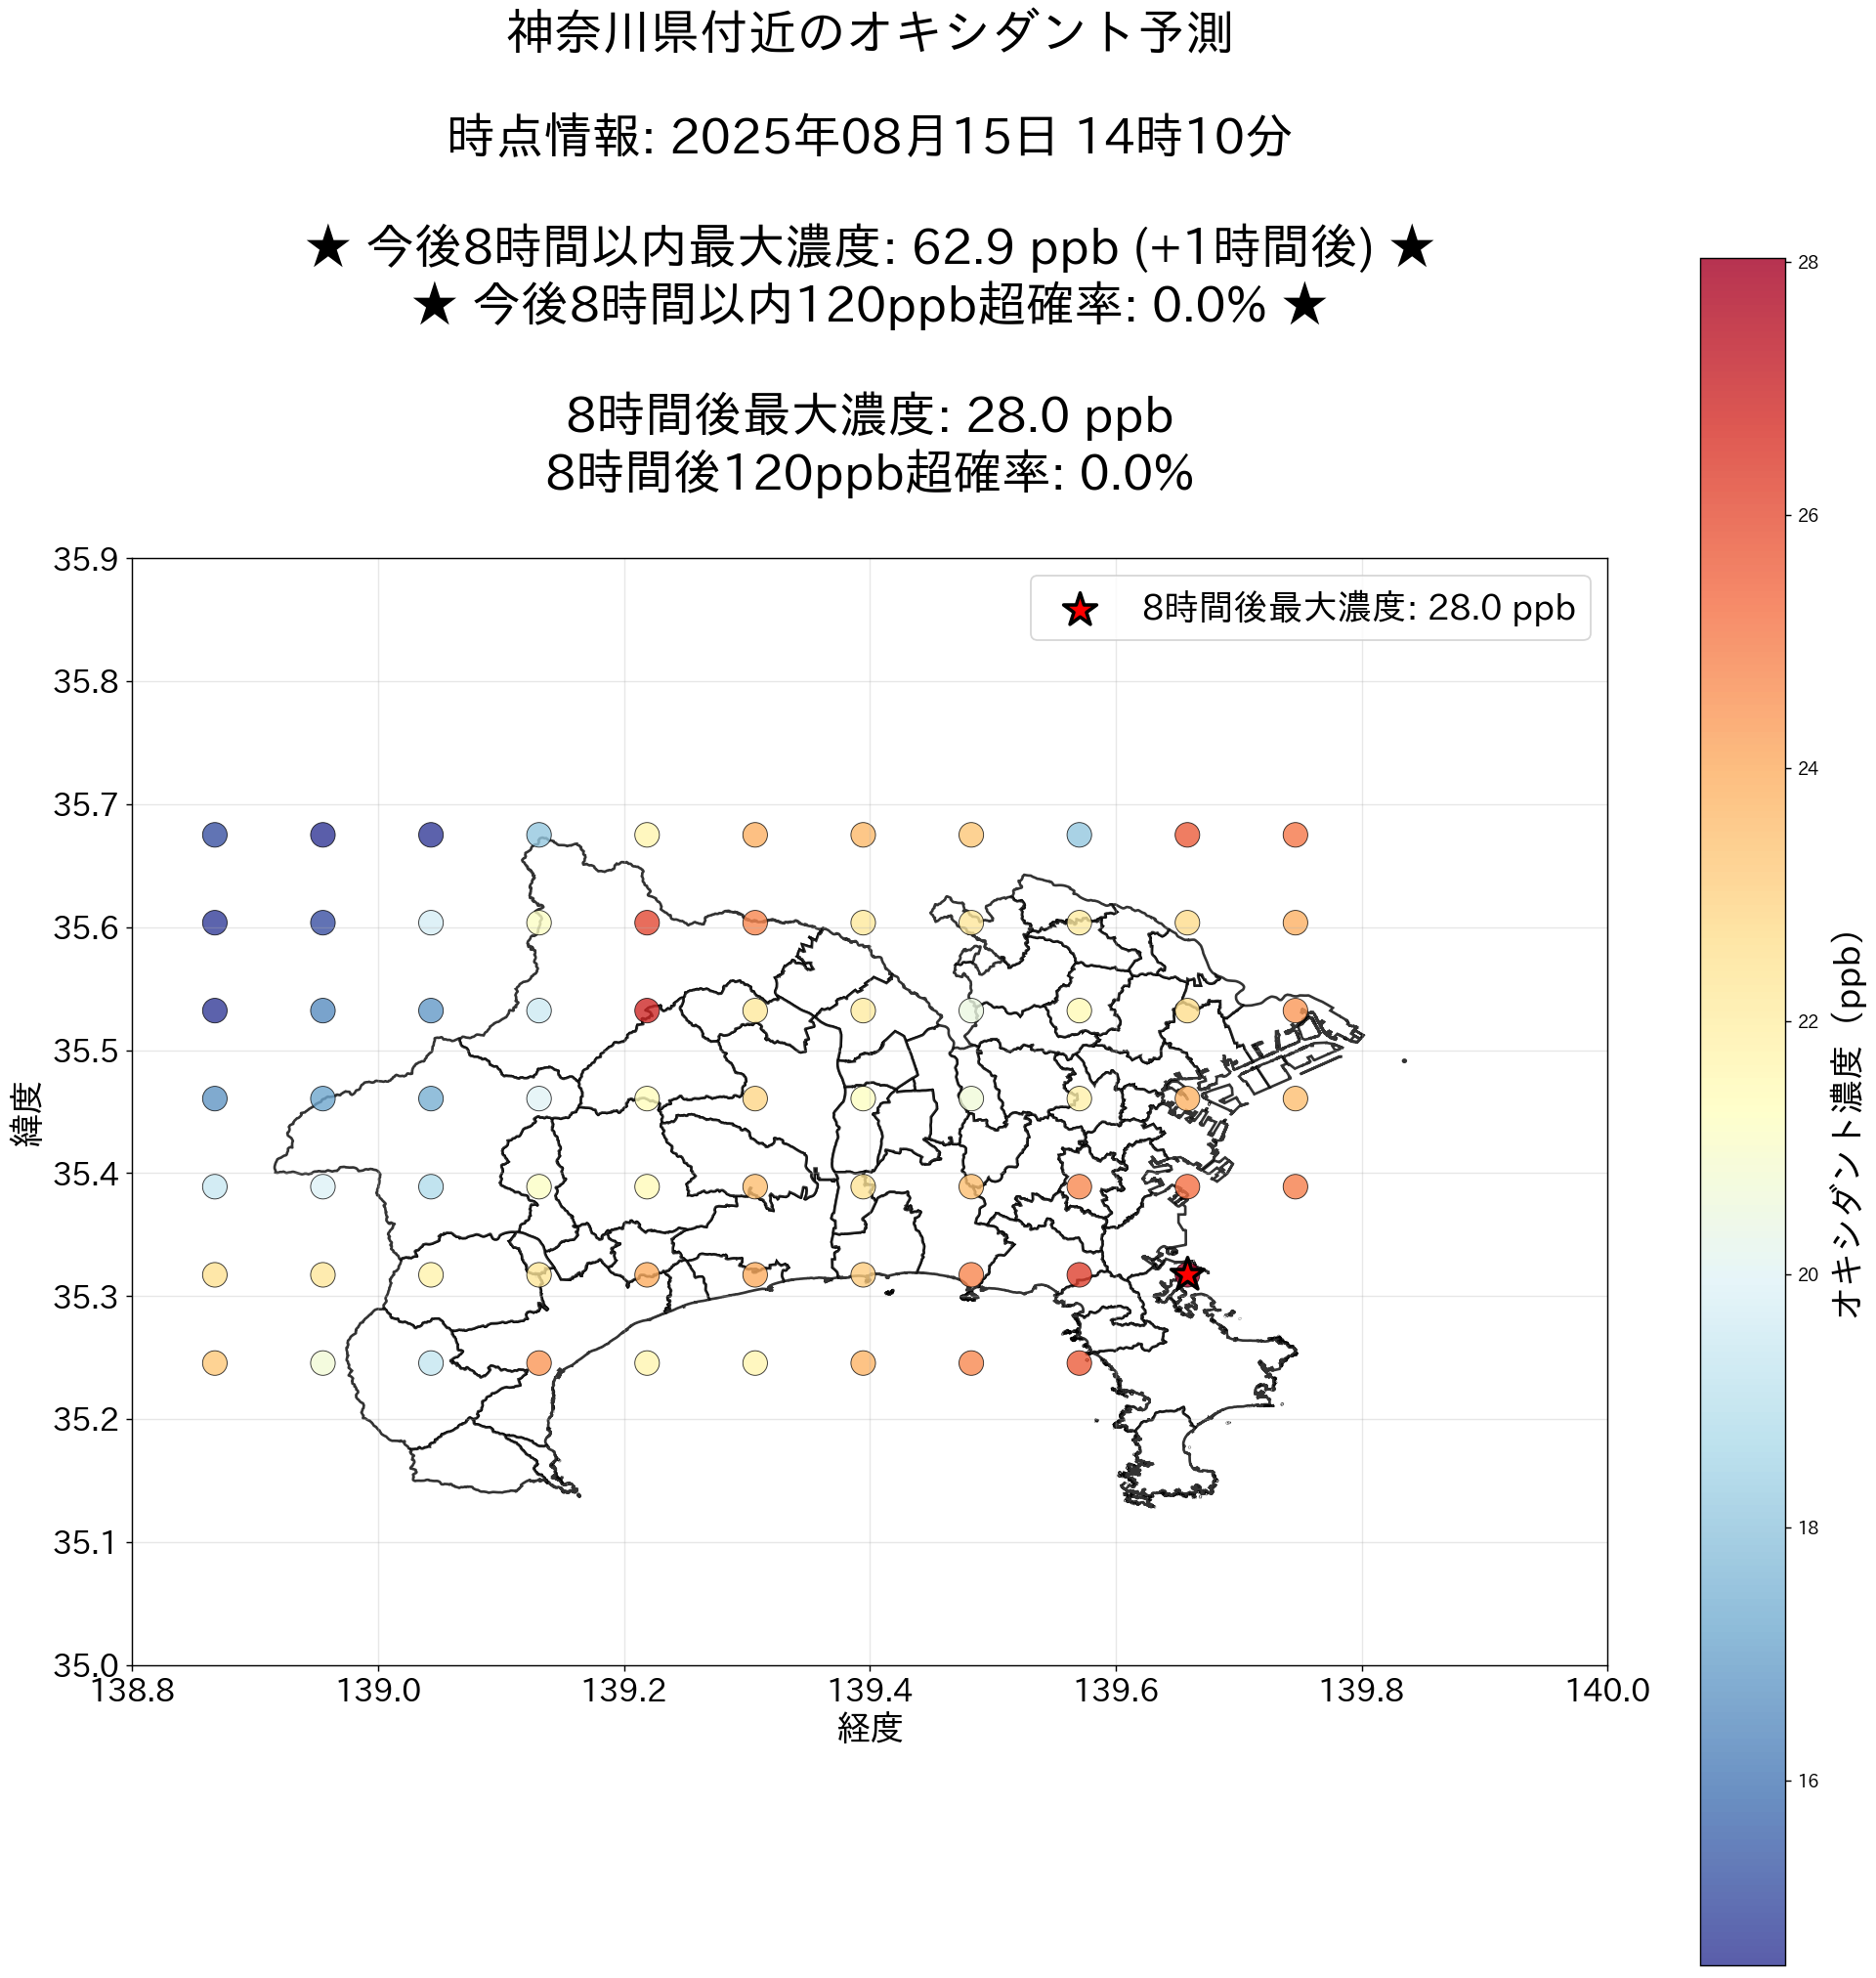 神奈川県付近のオキシダント予測
時点情報: 2025年08月15日 14時10分
★ 今後8時間以内最大濃度: 62.9 ppb (+1時間後) ★
★ 今後8時間以内120ppb超確率: 0.0% ★
8時間後最大濃度: 28.0 ppb
8時間後120ppb超確率: 0.0%
8時間後最大濃度: 28.0 ppb
35.9
35.8
35.7
35.6
35.5
35.4
35.3
35.2
35.1
35.0
緯度
138.8
139.0
139.2
139.4
139.6
139.8
140.0
経度
28
26
24
22
20
18
16
オキシダント濃度（ppb）